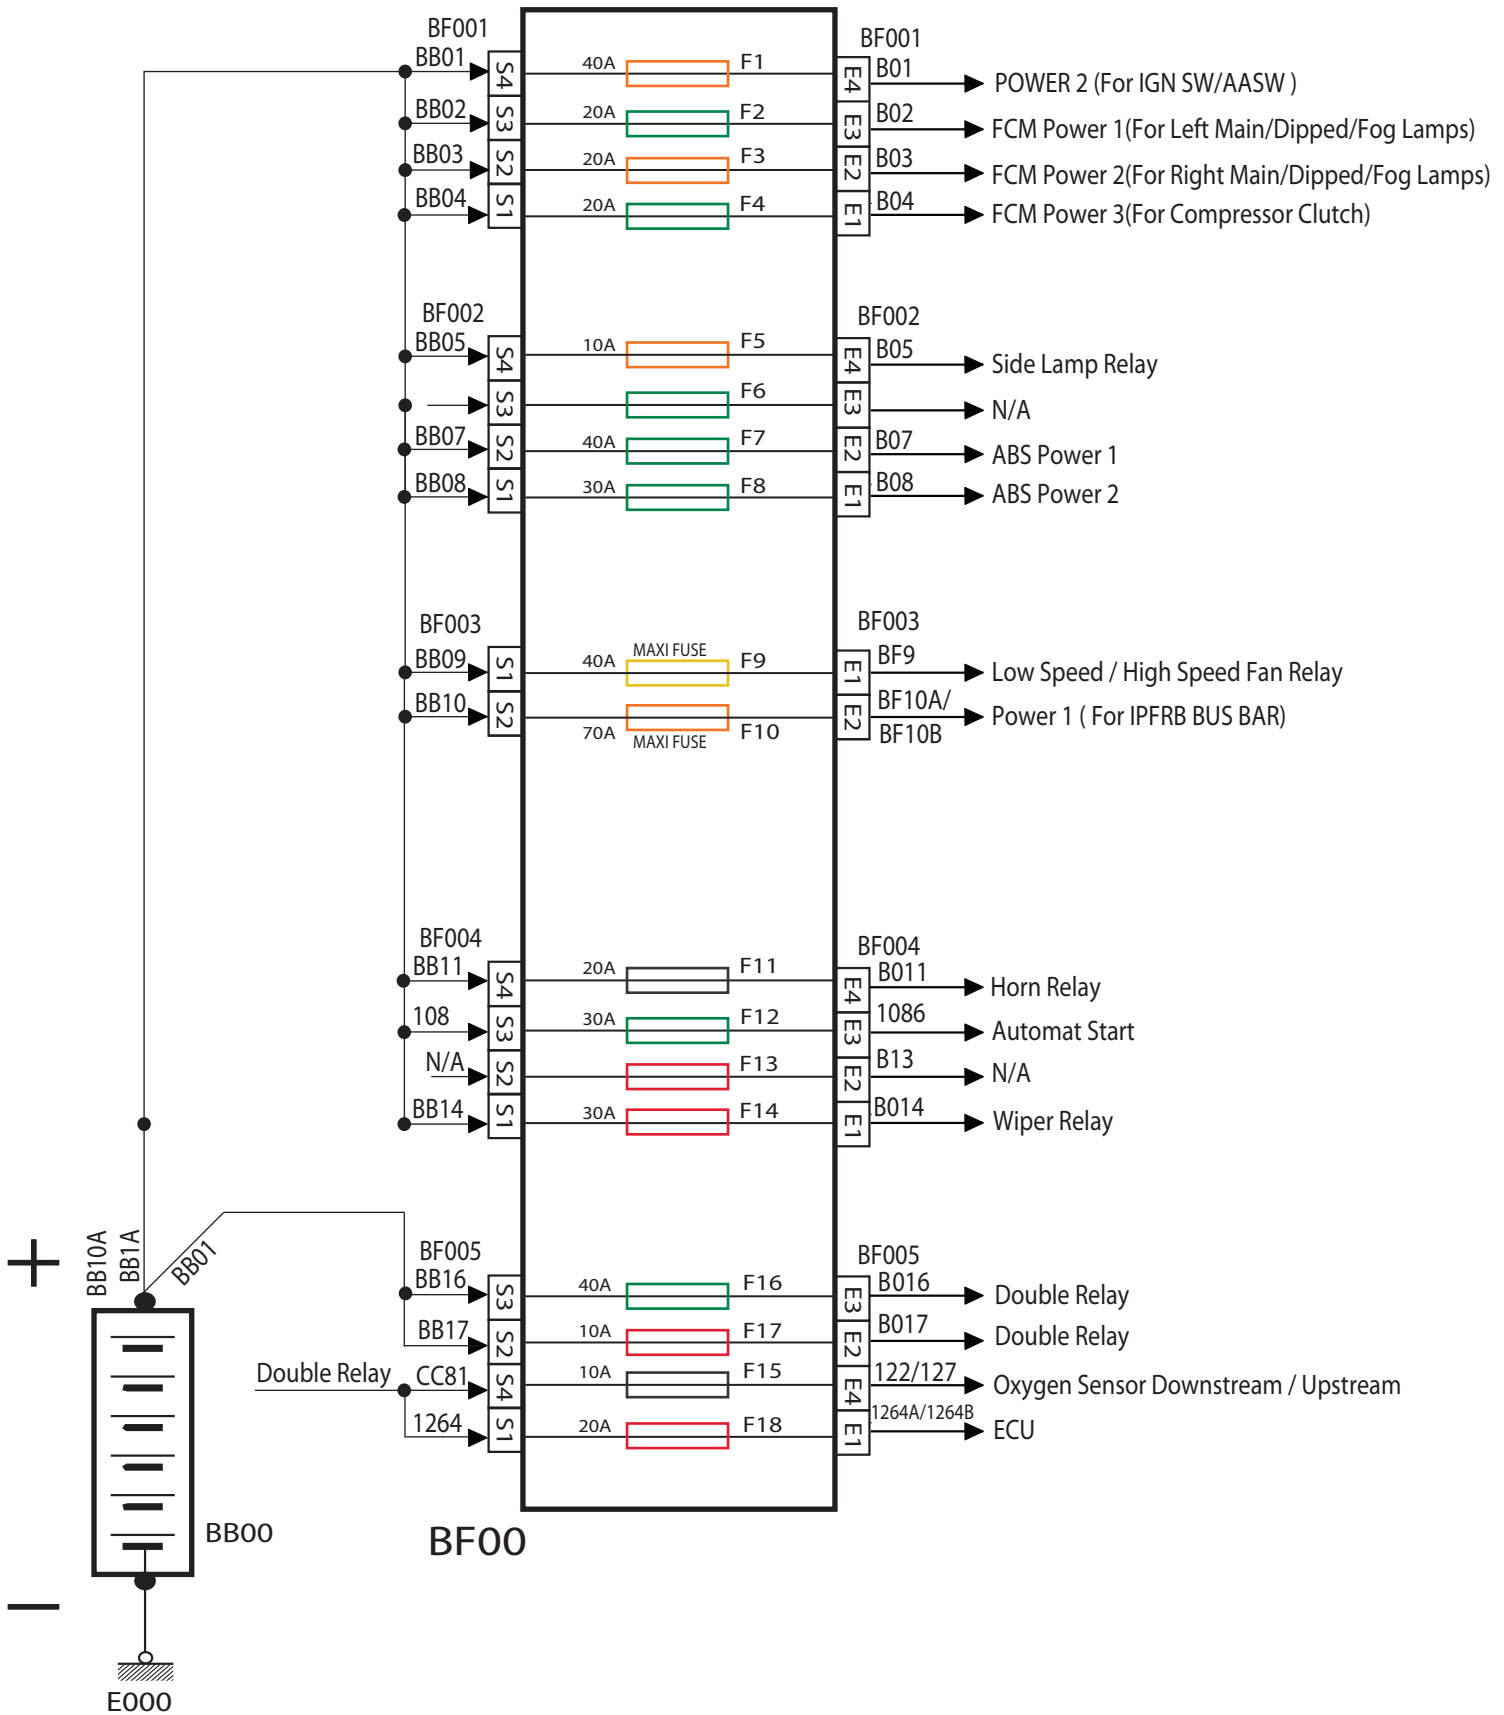 BF001
BF001
BB01 S4 40A F1 E4 B01 POWER 2 (For IGN SW/AASW )
BB02 S3 20A F2 E3 B02 FCM Power 1(For Left Main/Dipped/Fog Lamps)
BB03 S2 20A F3 E2 B03 FCM Power 2(For Right Main/Dipped/Fog Lamps)
BB04 S1 20A F4 E1 B04 FCM Power 3(For Compressor Clutch)
BF002
BF002
BB05 S4 10A F5 E4 B05 Side Lamp Relay
S3 F6 E3 N/A
BB07 S2 40A F7 E2 B07 ABS Power 1
BB08 S1 30A F8 E1 B08 ABS Power 2
BF003
BF003
MAXI FUSE
BB09 S1 40A F9 E1 BF9 Low Speed / High Speed Fan Relay
BB10 S2 70A F10 E2 BF10A/ Power 1 ( For IPFRB BUS BAR)
MAXI FUSE
BF10B
BF004
BF004
BB11 S4 20A F11 E4 B011 Horn Relay
108 S3 30A F12 E3 1086 Automat Start
N/A S2 F13 E2 B13 N/A
BB14 S1 30A F14 E1 B014 Wiper Relay
BB10A
BB1A
BB01
+
BF005
BF005
BB16 S3 40A F16 E3 B016 Double Relay
BB17 S2 10A F17 E2 B017 Double Relay
Double Relay CC81 S4 10A F15 E4 122/127 Oxygen Sensor Downstream / Upstream
1264 S1 20A F18 E1 1264A/1264B ECU
BB00
BF00
–
E000